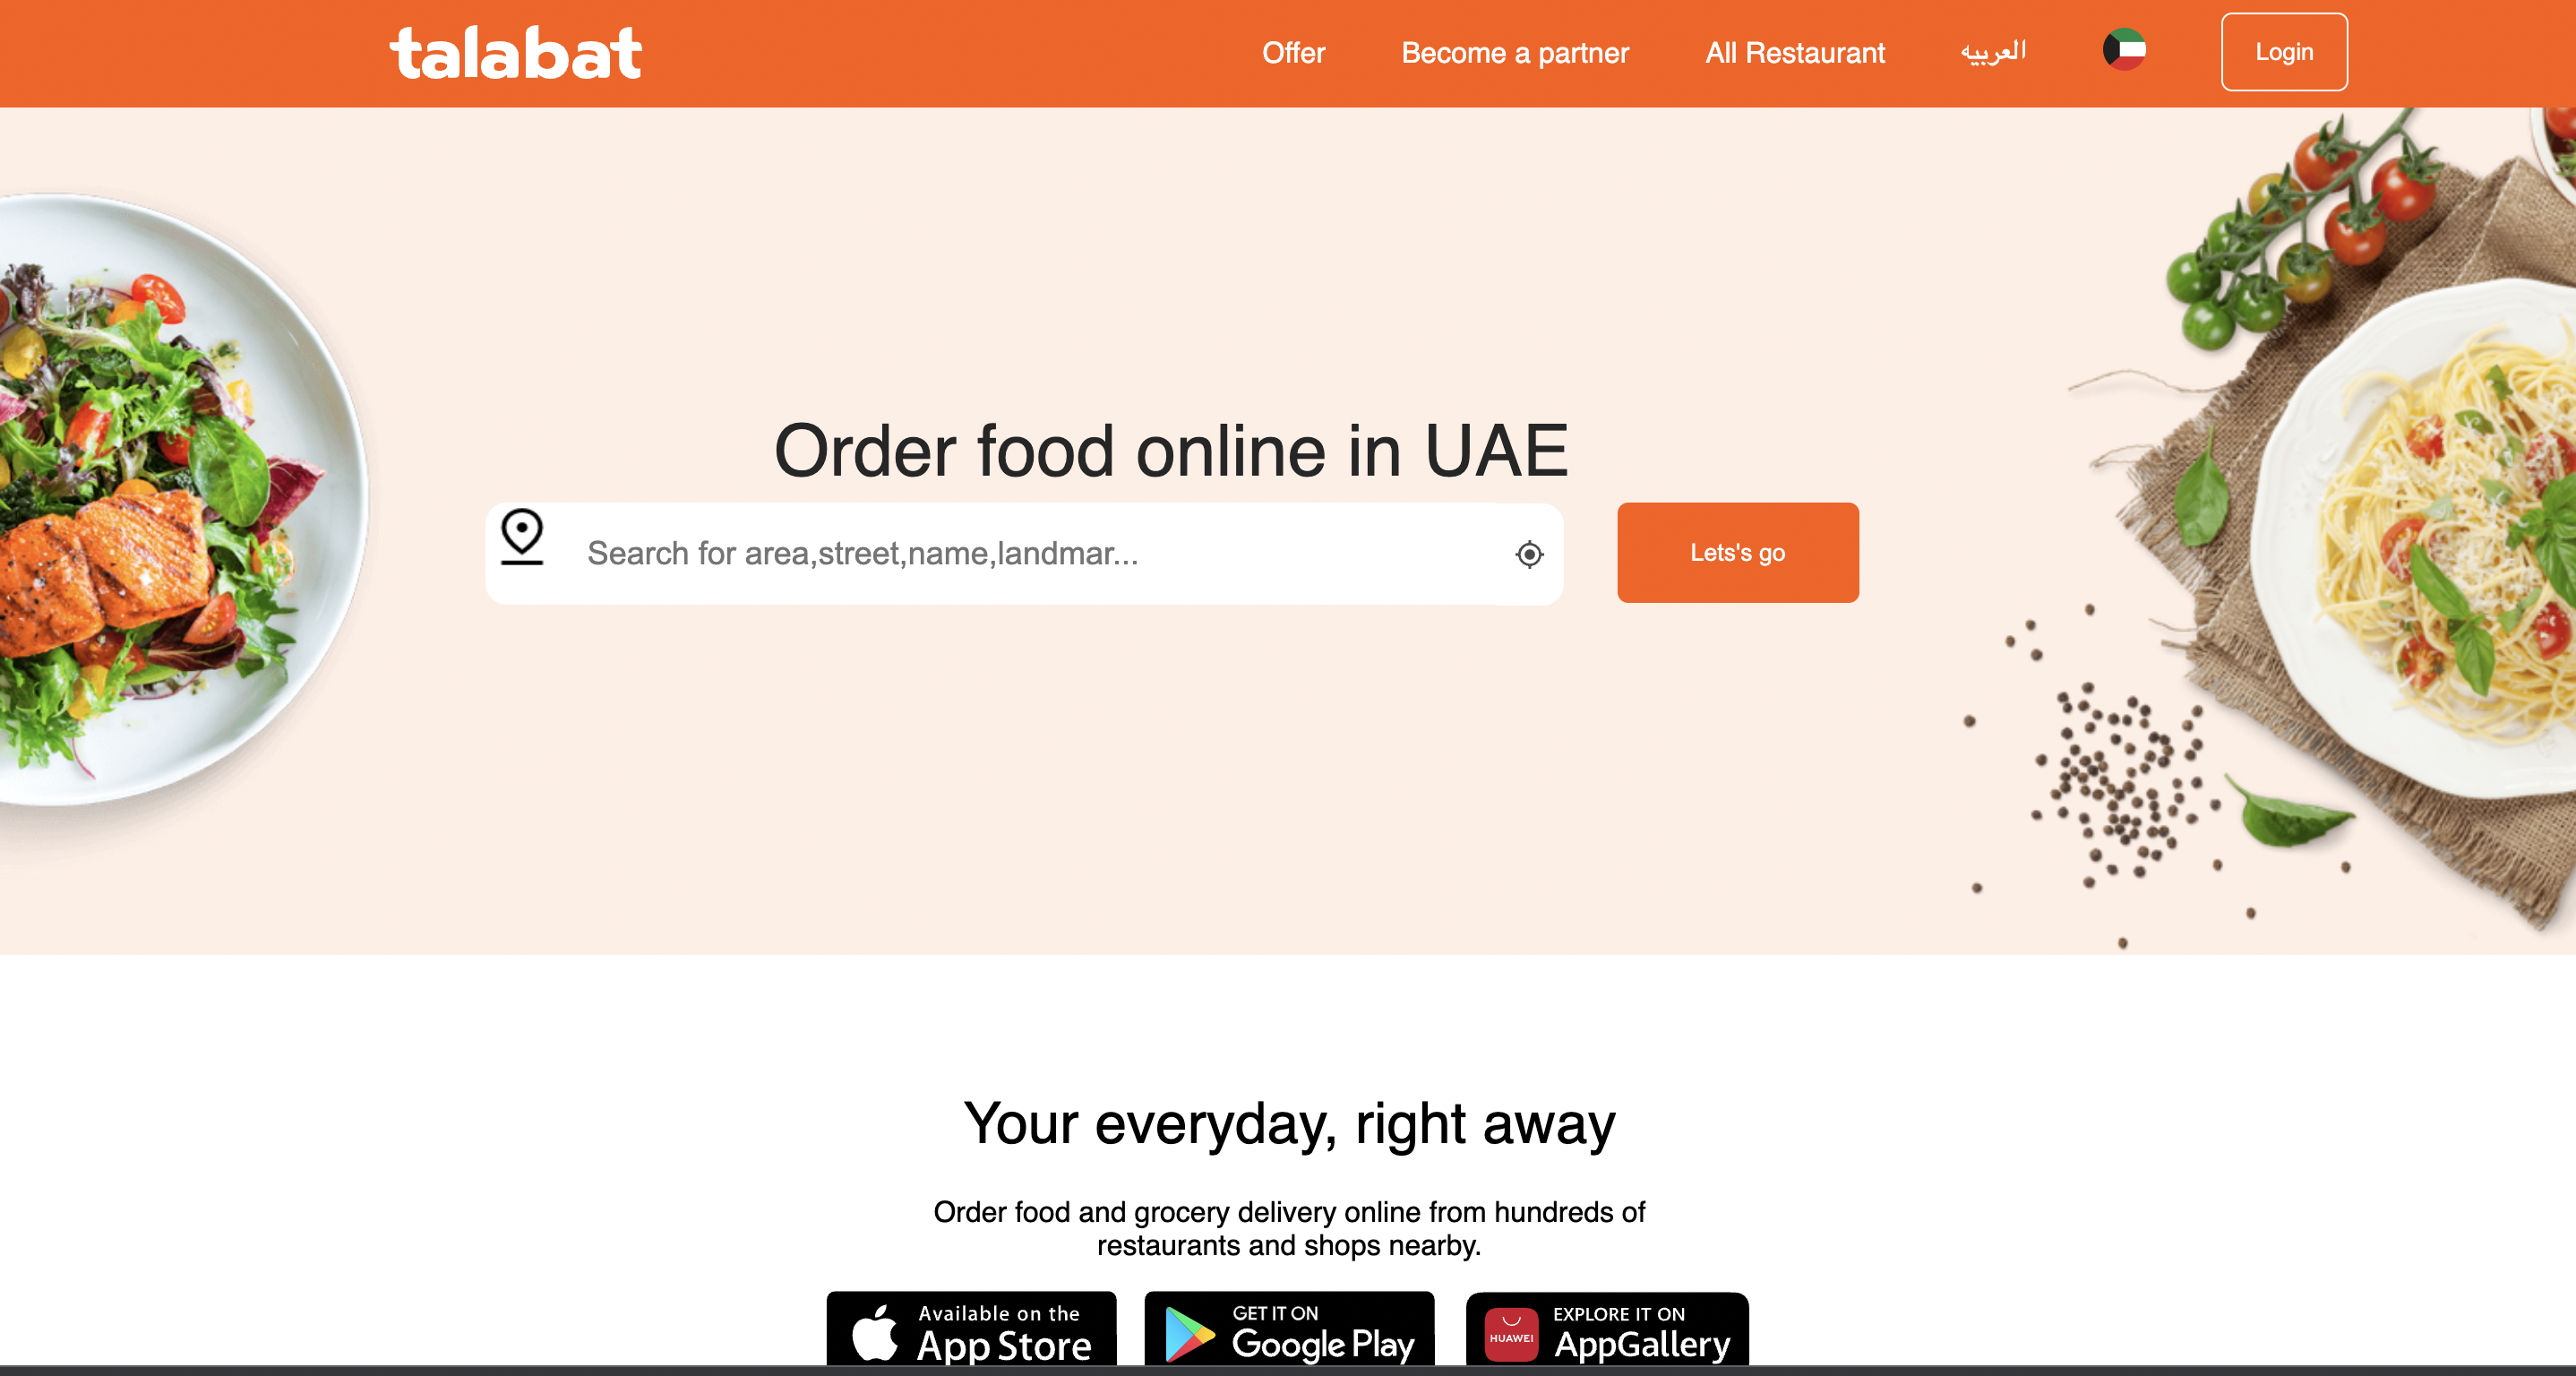 talabat
Offer
Become a partner
All Restaurant
العربيه
Login
Order food online in UAE
Search for area,street,name,landmar...
Lets's go
Your everyday, right away
Order food and grocery delivery online from hundreds of
restaurants and shops nearby.
Available on the
App Store
GET IT ON
Google Play
HUAWEI
EXPLORE IT ON
AppGallery